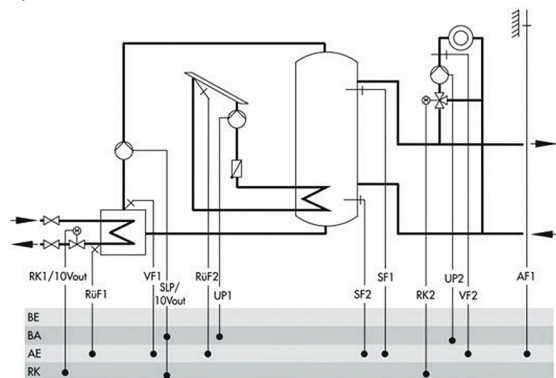 M
M
RK1/10Vout
RüF1
VF1
SLP/
10Vout
RüF2
UP1
SF2
SF1
RK2
UP2
VF2
AF1
BE
BA
AE
RK